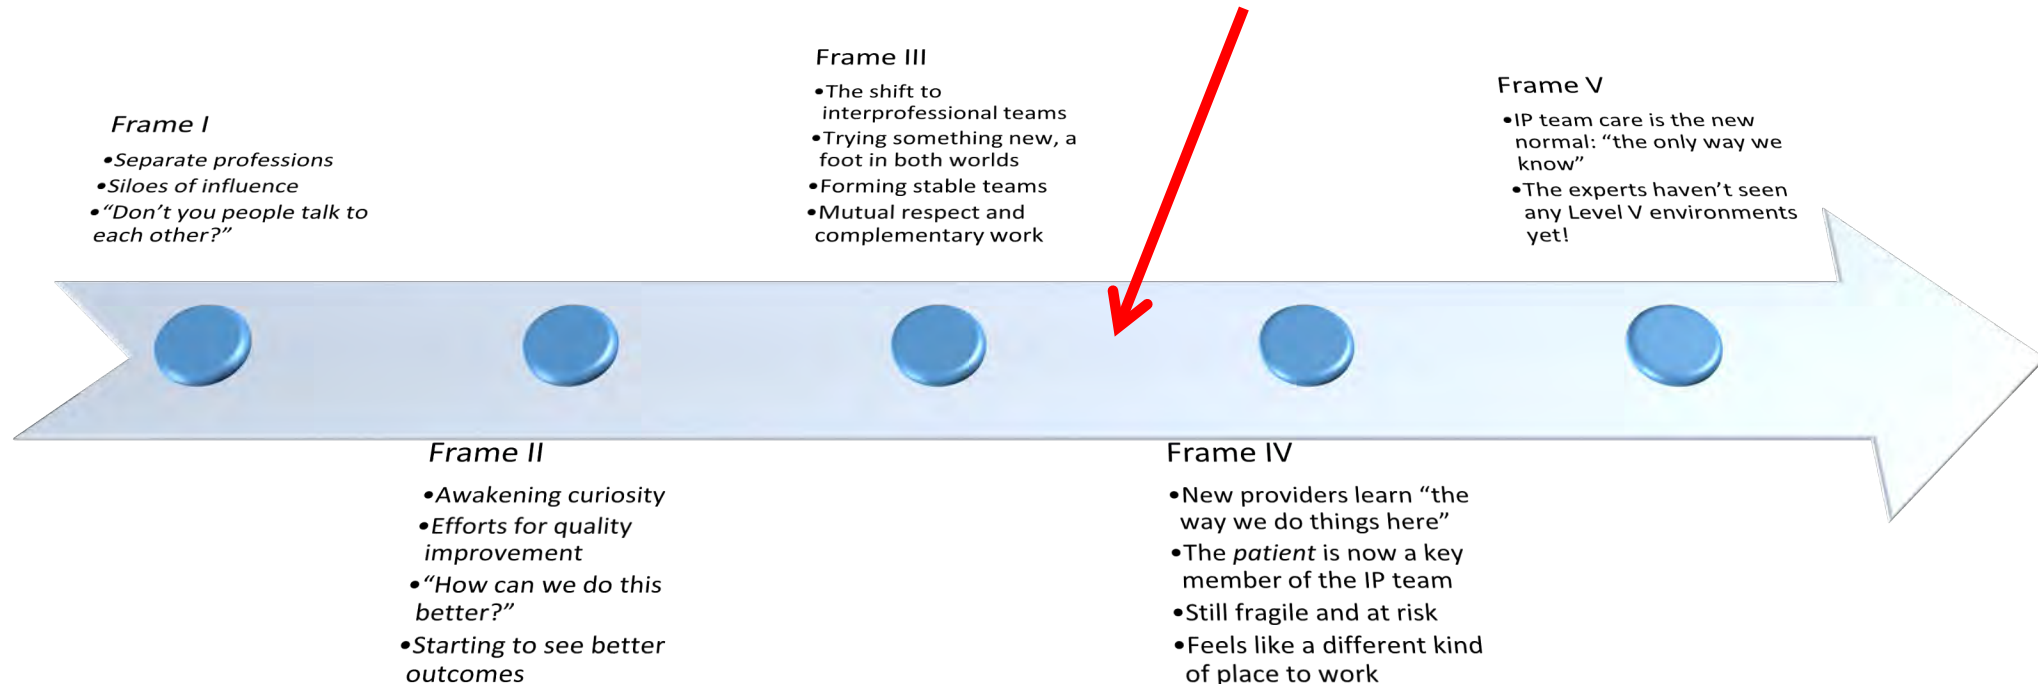 Frame I
•Separate professions
•Siloes of influence
•“Don’t you people talk to
each other?”
Frame II
•Awakening curiosity
•Efforts for quality
improvement
•“How can we do this
better?”
•Starting to see better
outcomes
Frame III
•The shift to
interprofessional teams
•Trying something new, a
foot in both worlds
•Forming stable teams
•Mutual respect and
complementary work
Frame IV
•New providers learn “the
way we do things here”
•The patient is now a key
member of the IP team
•Still fragile and at risk
•Feels like a different kind
of place to work
Frame V
•IP team care is the new
normal: “the only way we
know”
•The experts haven’t seen
any Level V environments
yet!